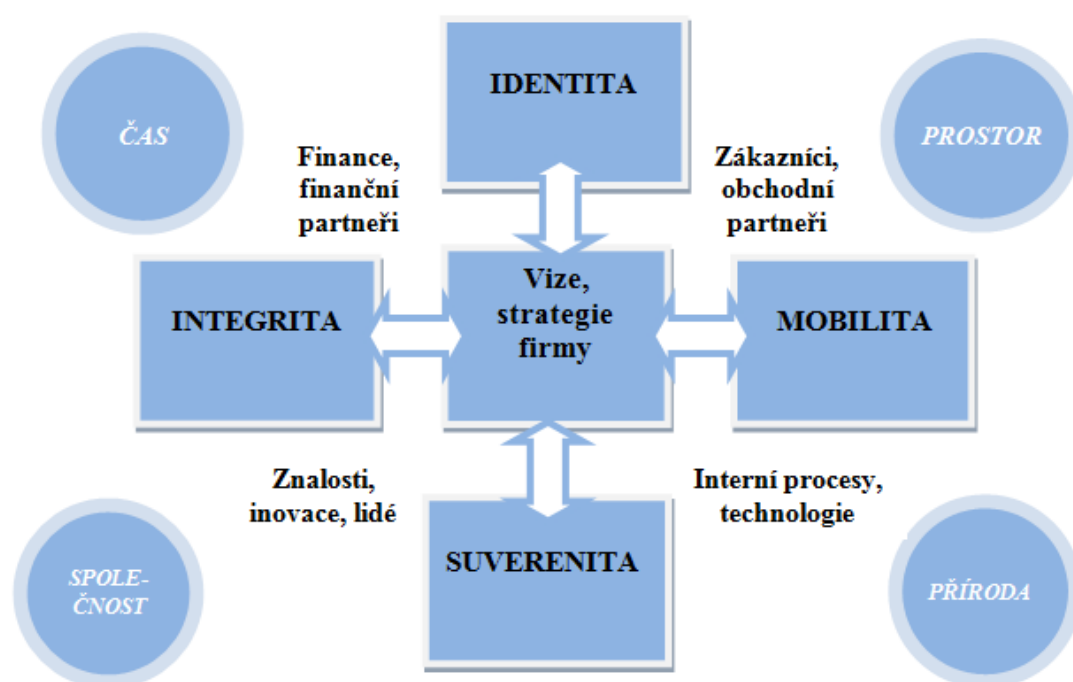 IDENTITA
ČAS
PROSTOR
Finance,
finanční
partneři
Zákazníci,
obchodní
partneři
INTEGRITA
Vize,
strategie
firmy
MOBILITA
Znalosti,
inovace, lidé
Interní procesy,
technologie
SUVERENITA
SPOLE-
ČNOST
PŘÍRODA